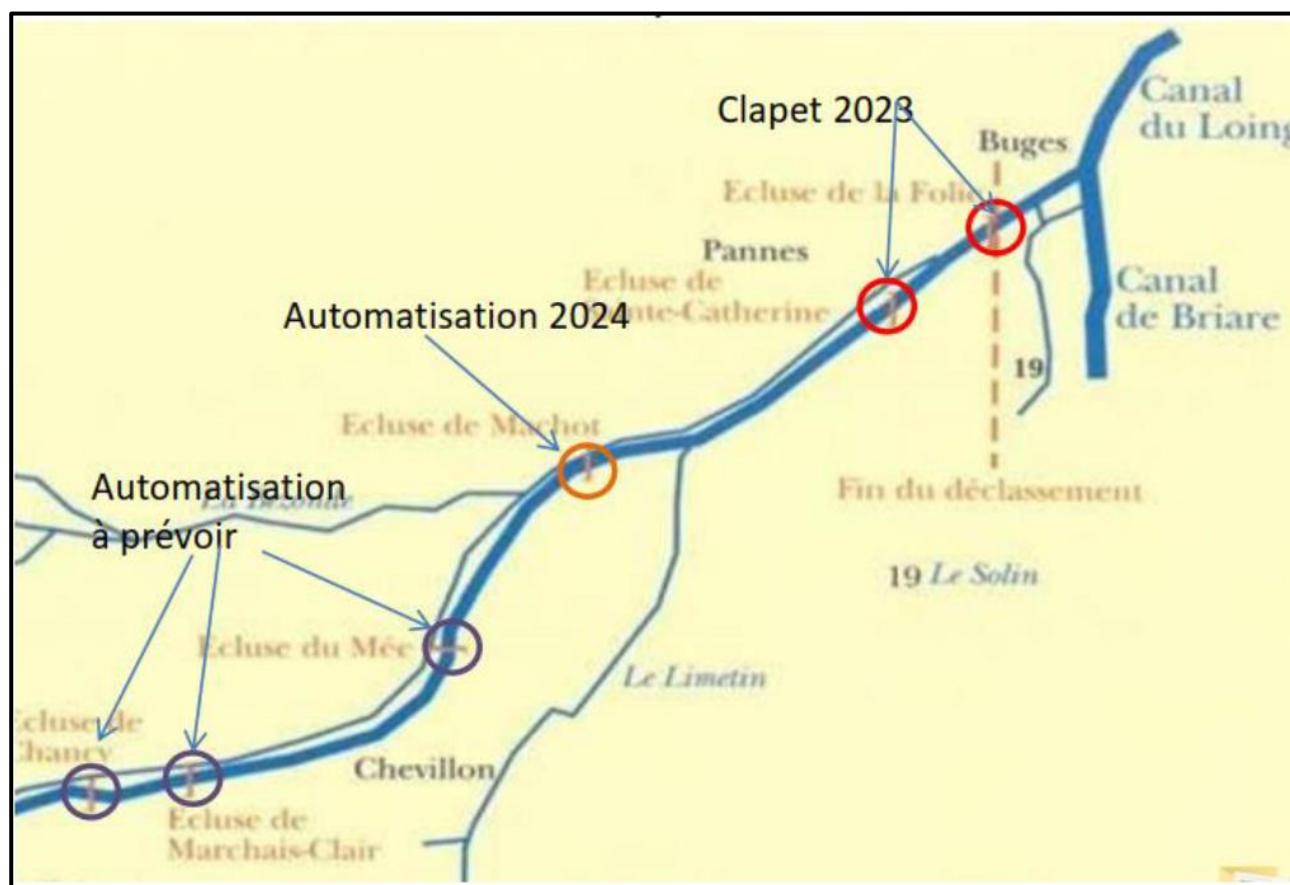 Clapet 2023
Canal
du Loing
Buges
Ecluse de la Folie
Pannes
Ecluse de
Sainte-Catherine
Canal
de Briare
Automatisation 2024
19
Ecluse de Machot
Fin du déclassement
Automatisation
à prévoir
La Bezonde
19 Le Solin
Ecluse du Mée
Le Limetin
Ecluse de
Chancy
Chevillon
Ecluse de
Marchais-Clair